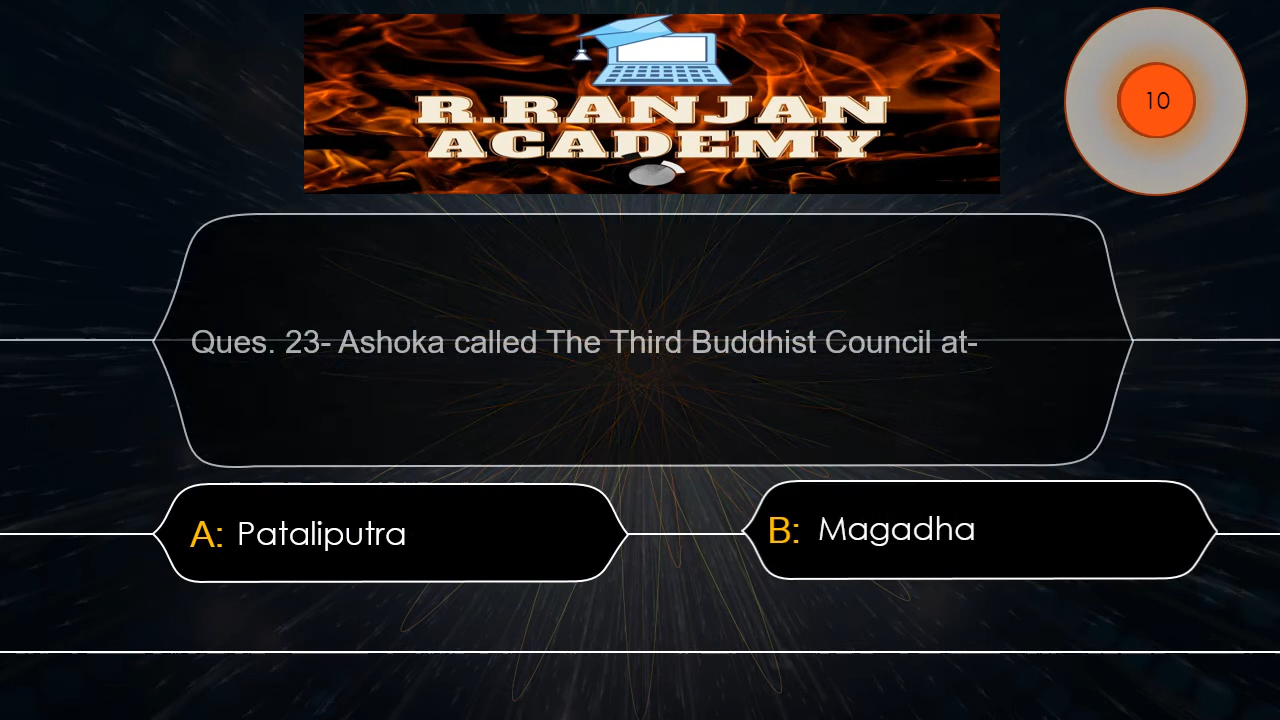 R.RANJAN
ACADEMY
10
Ques. 23- Ashoka called The Third Buddhist Council at-
A: Pataliputra
B: Magadha